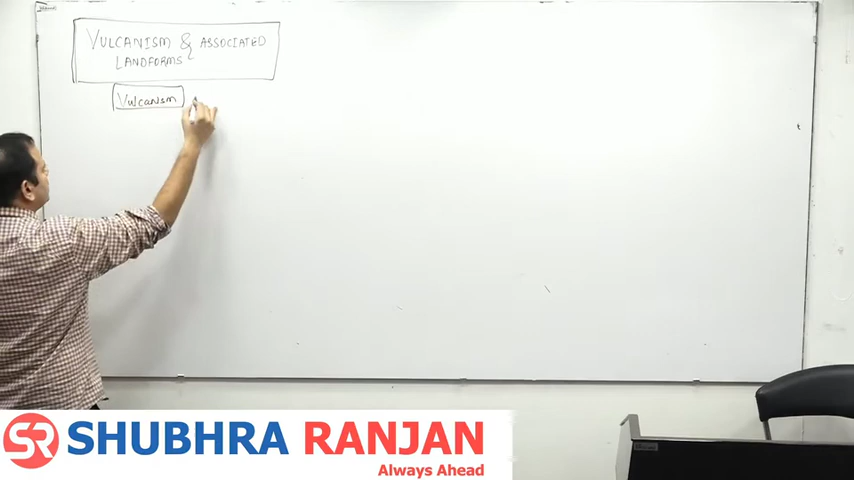 VULCANISM & ASSOCIATED
LANDFORMS
Vulcanism
SR SHUBHRA RANJAN
Always Ahead